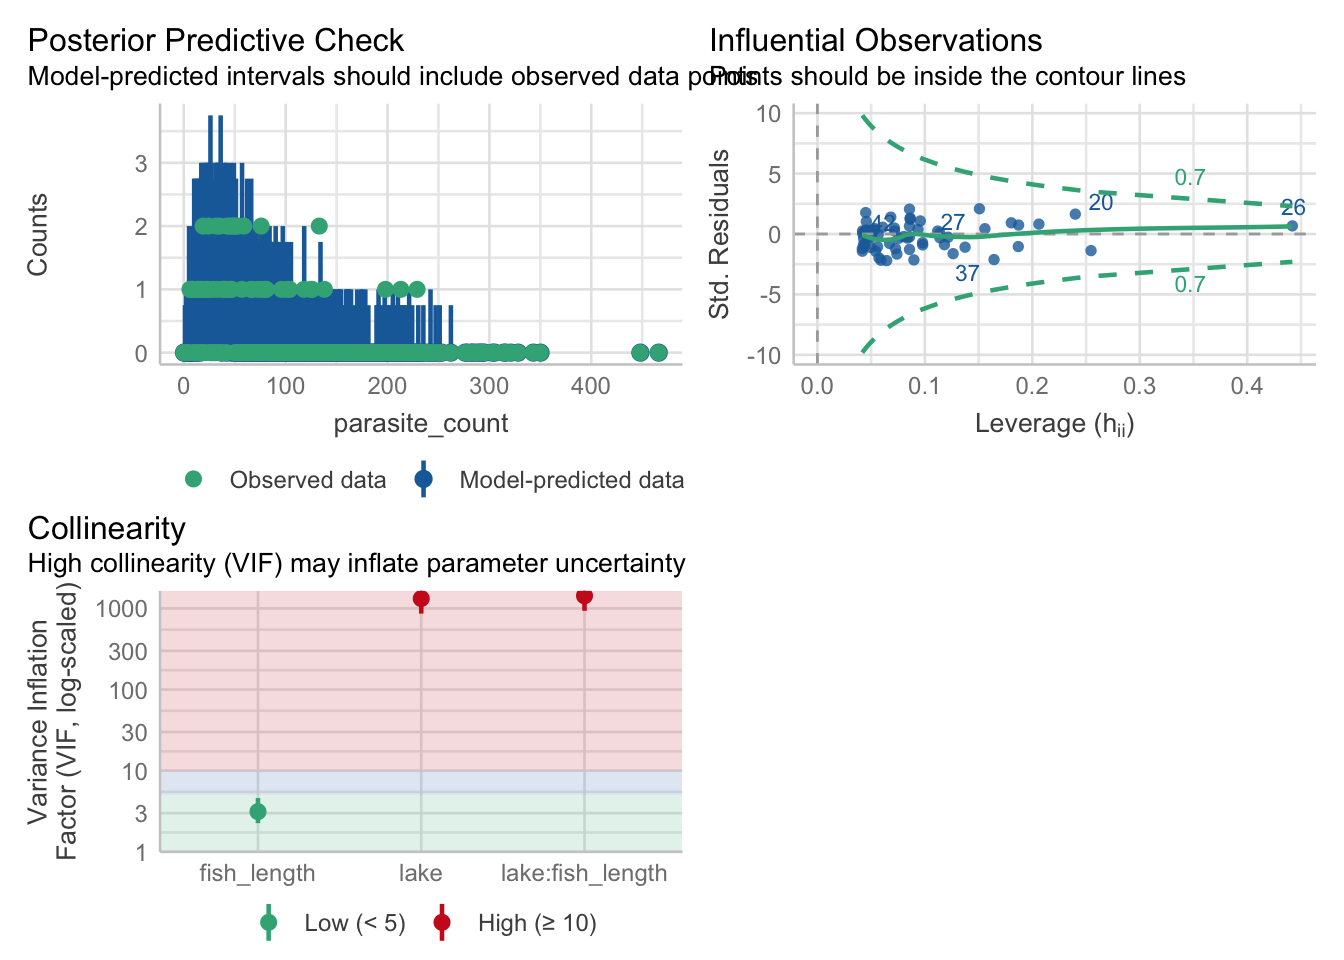 Posterior Predictive Check
Model-predicted intervals should include observed data points
Counts
3
2
1
0
0
100
200
300
400
parasite_count
Observed data
Model-predicted data
Influential Observations
Points should be inside the contour lines
Std. Residuals
10
5
0
-5
-10
0.7
20
26
27
4
37
0.7
0.0
0.1
0.2
0.3
0.4
Leverage (hii)
Collinearity
High collinearity (VIF) may inflate parameter uncertainty
Variance Inflation
Factor (VIF, log-scaled)
1000
300
100
30
10
3
1
fish_length
lake
lake:fish_length
Low (< 5)
High (≥ 10)